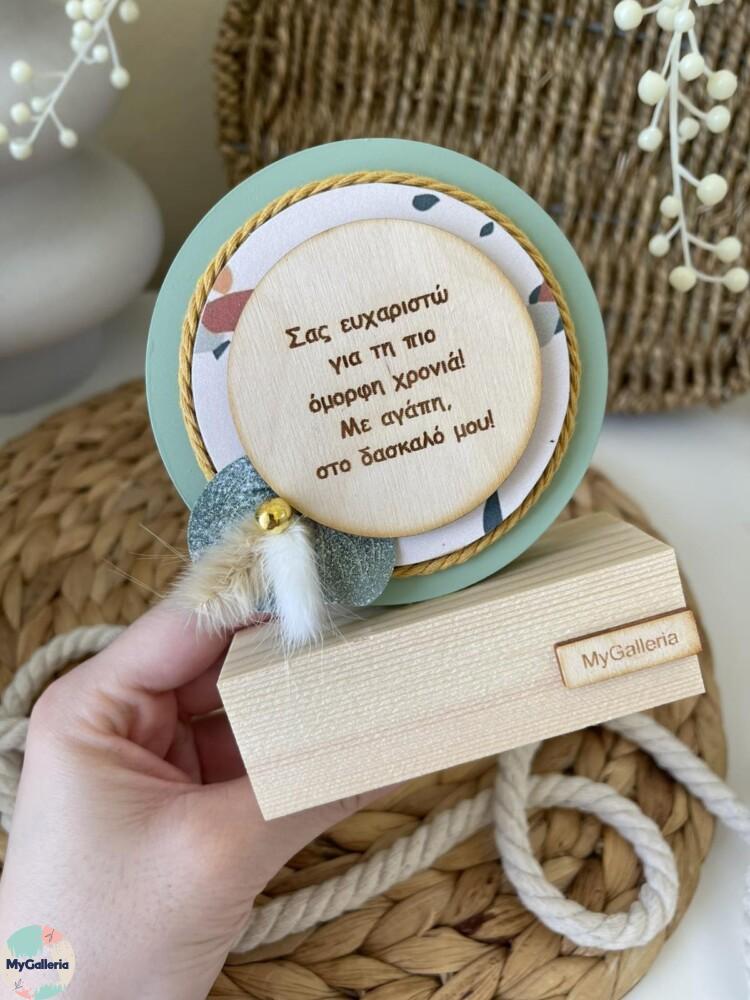 Σας ευχαριστώ
για τη πιο
όμορφη χρονιά!
Με αγάπη,
στο δασκαλό μου!
MyGalleria
MyGalleria